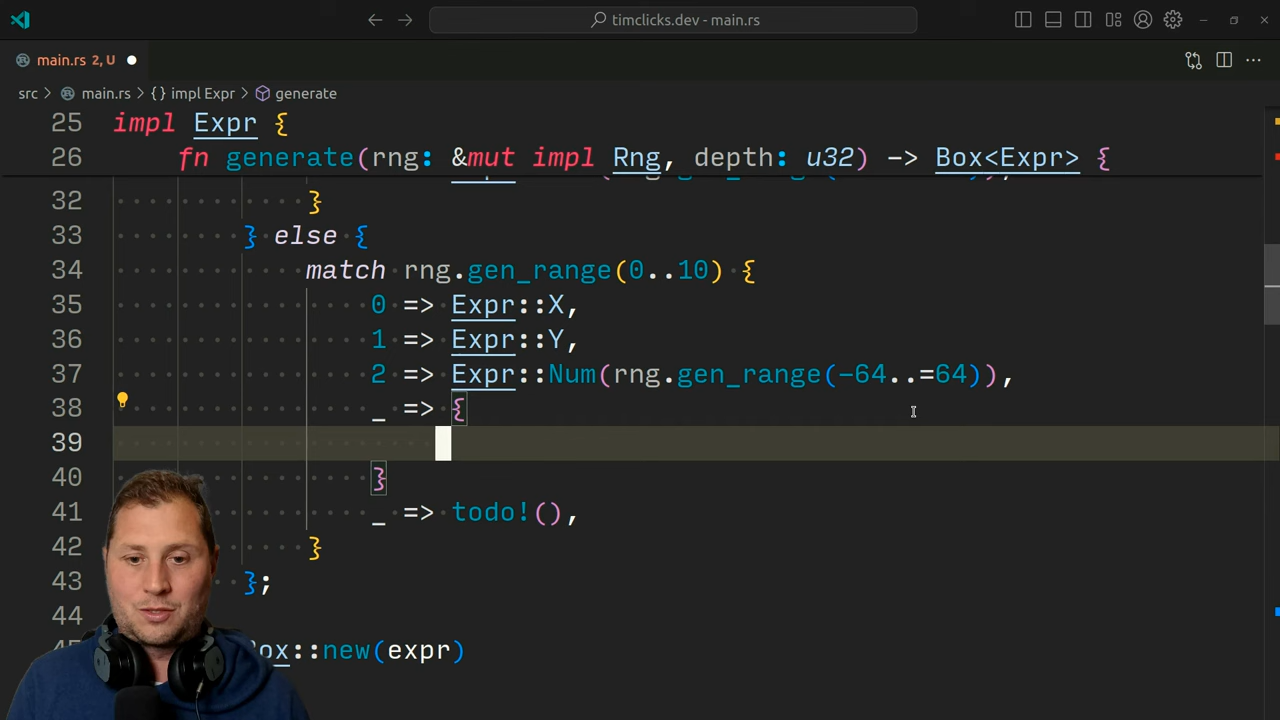 timclicks.dev - main.rs
main.rs 2, U
src > main.rs > {} impl Expr > generate
25 impl Expr {
26 fn generate(rng: &mut impl Rng, depth: u32) -> Box<Expr> {
32 }
33 } else {
34 match rng.gen_range(0..10) {
35 0 => Expr::X,
36 1 => Expr::Y,
37 2 => Expr::Num(rng.gen_range(-64..=64)),
38 _ => {
39
40 }
41 _ => todo!(),
42 }
43 };
44
ox::new(expr)